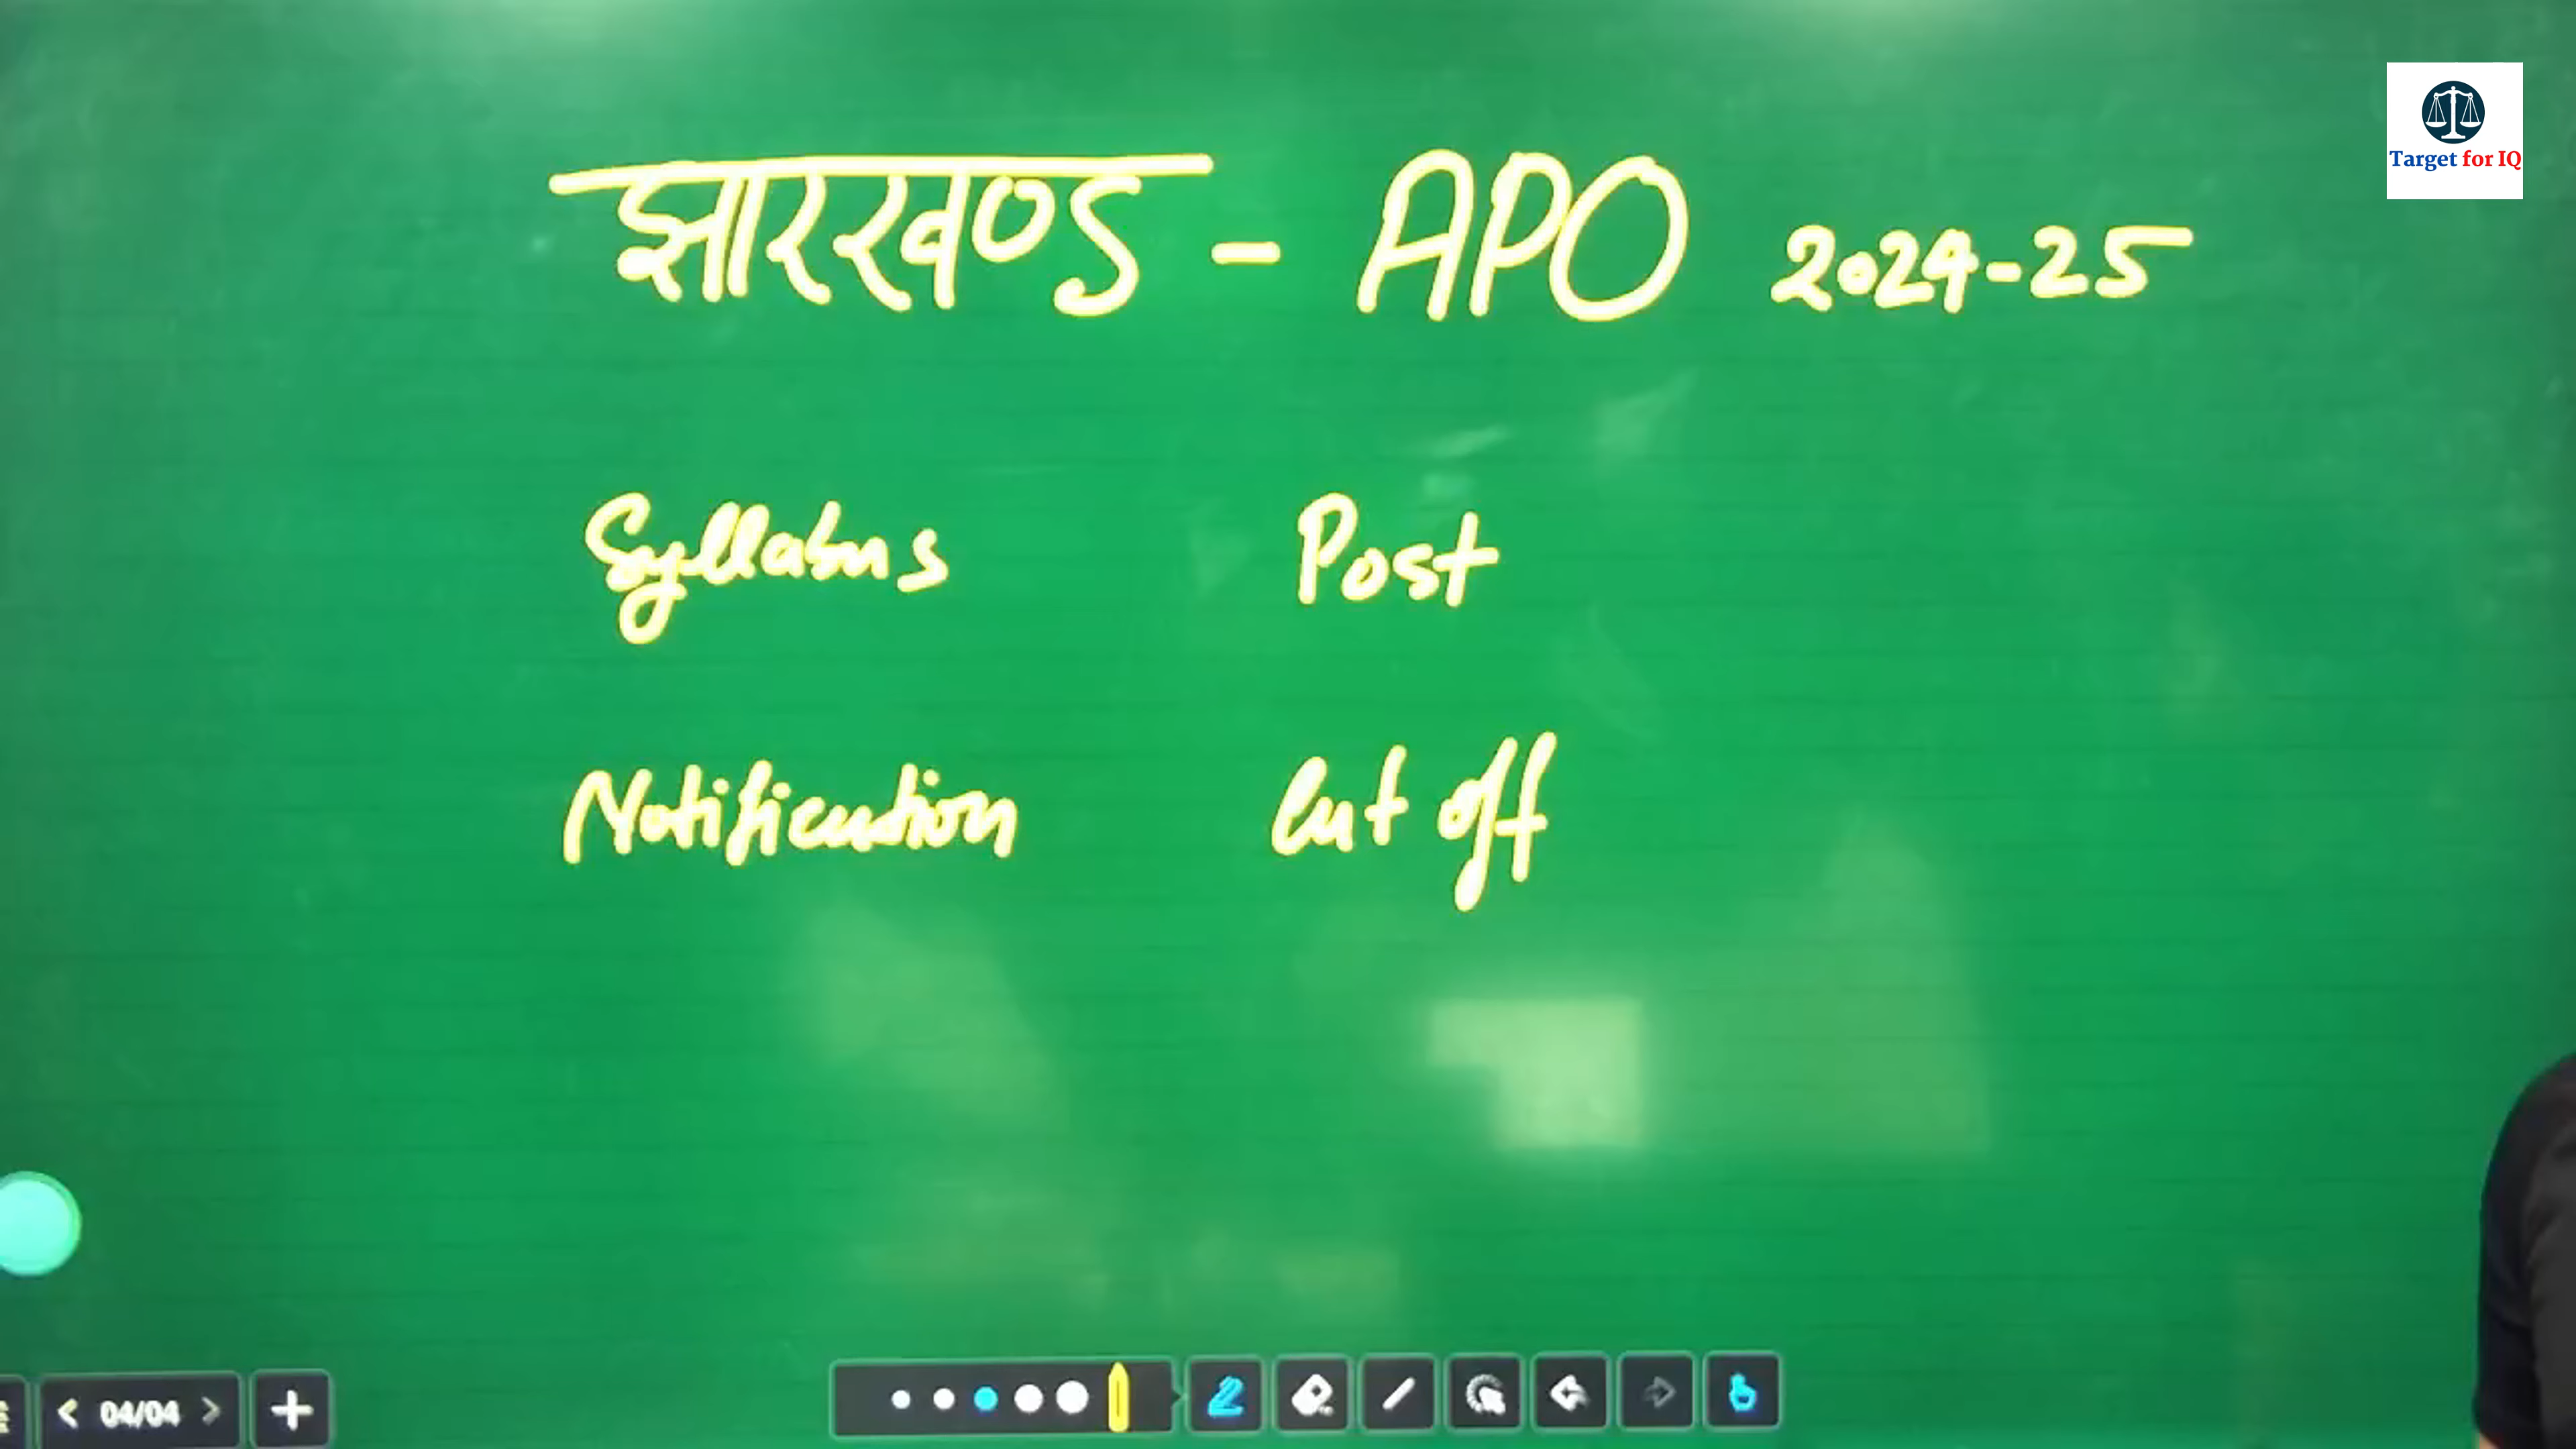 झारखण्ड - APO 2024-25
Target for IQ
Syllabus Post
Notification Cut off
04/04